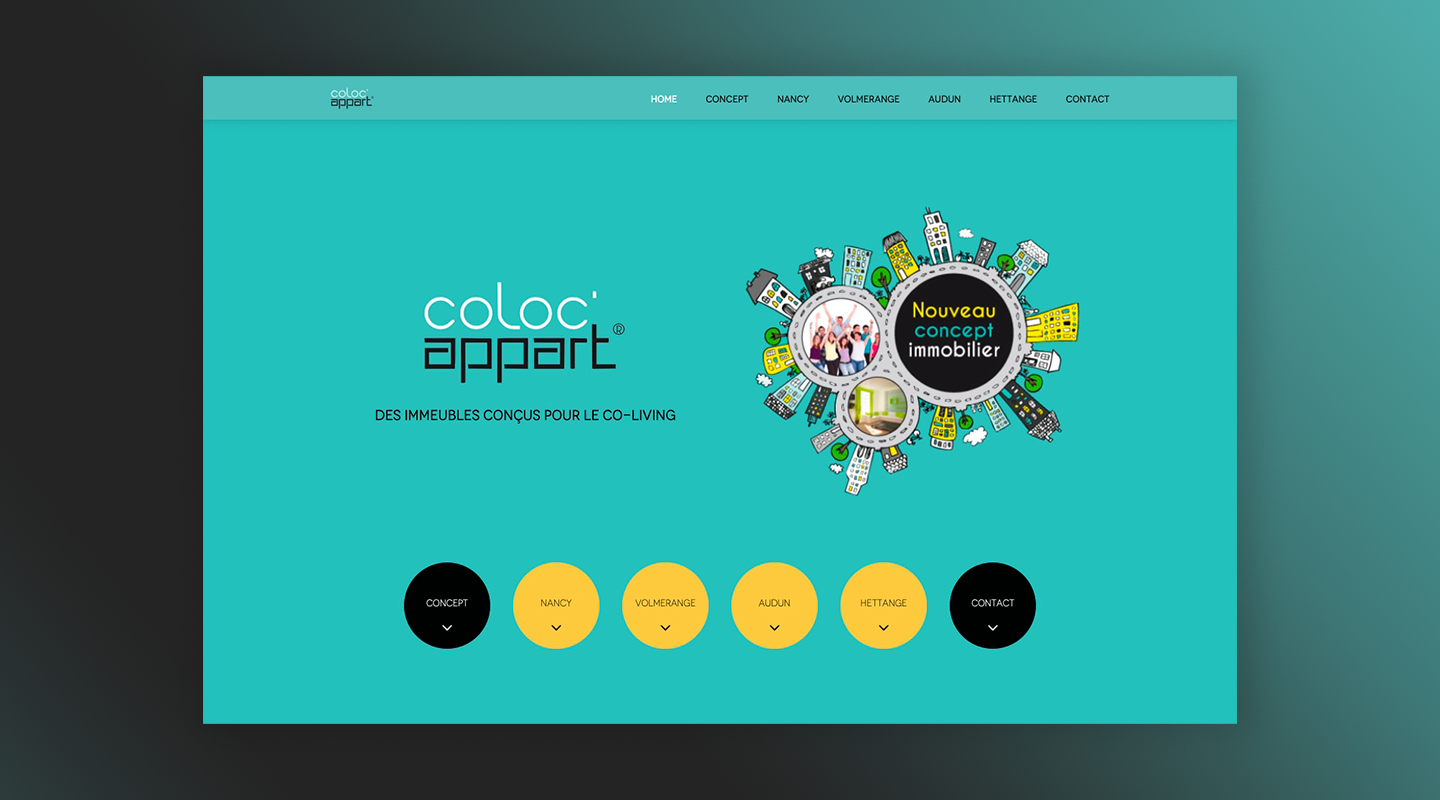 coloc'
appart
HOME CONCEPT NANCY VOLMERANGE AUDUN HETTANGE CONTACT
coloc'
appart®
DES IMMEUBLES CONÇUS POUR LE CO-LIVING
Nouveau
concept
immobilier
CONCEPT NANCY VOLMERANGE AUDUN HETTANGE CONTACT